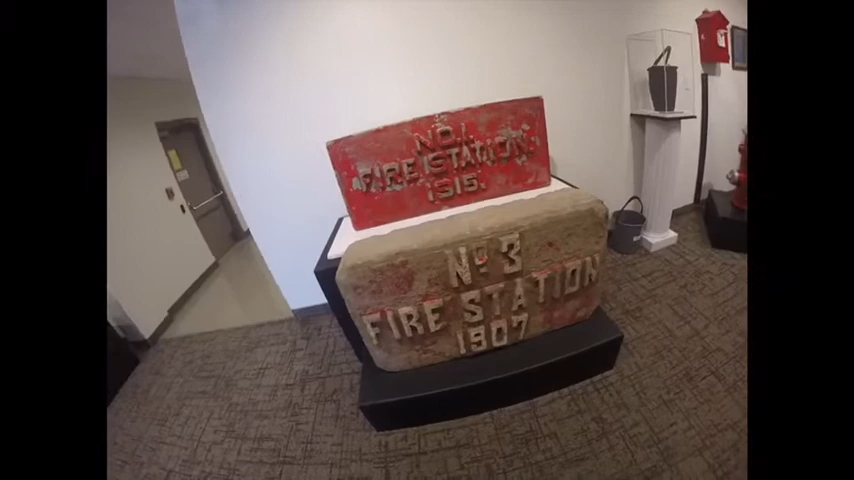 NO. 1.
FIRE STATION.
1915.
Nº 3
FIRE STATION
1907